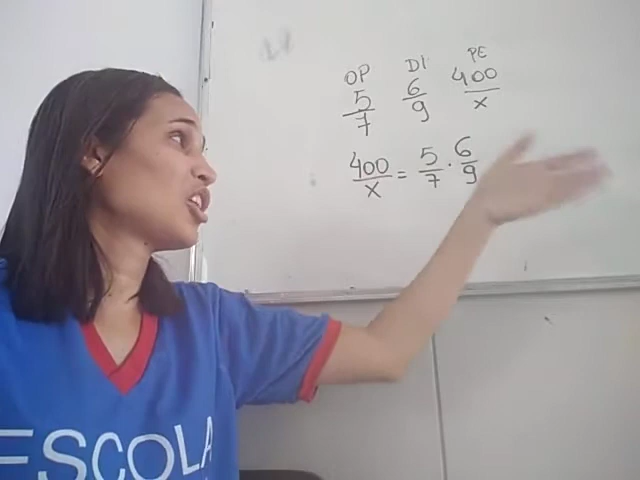 OP DI PE
5/7 6/9 400/x
400/x = 5/7 . 6/9
ESCOLA